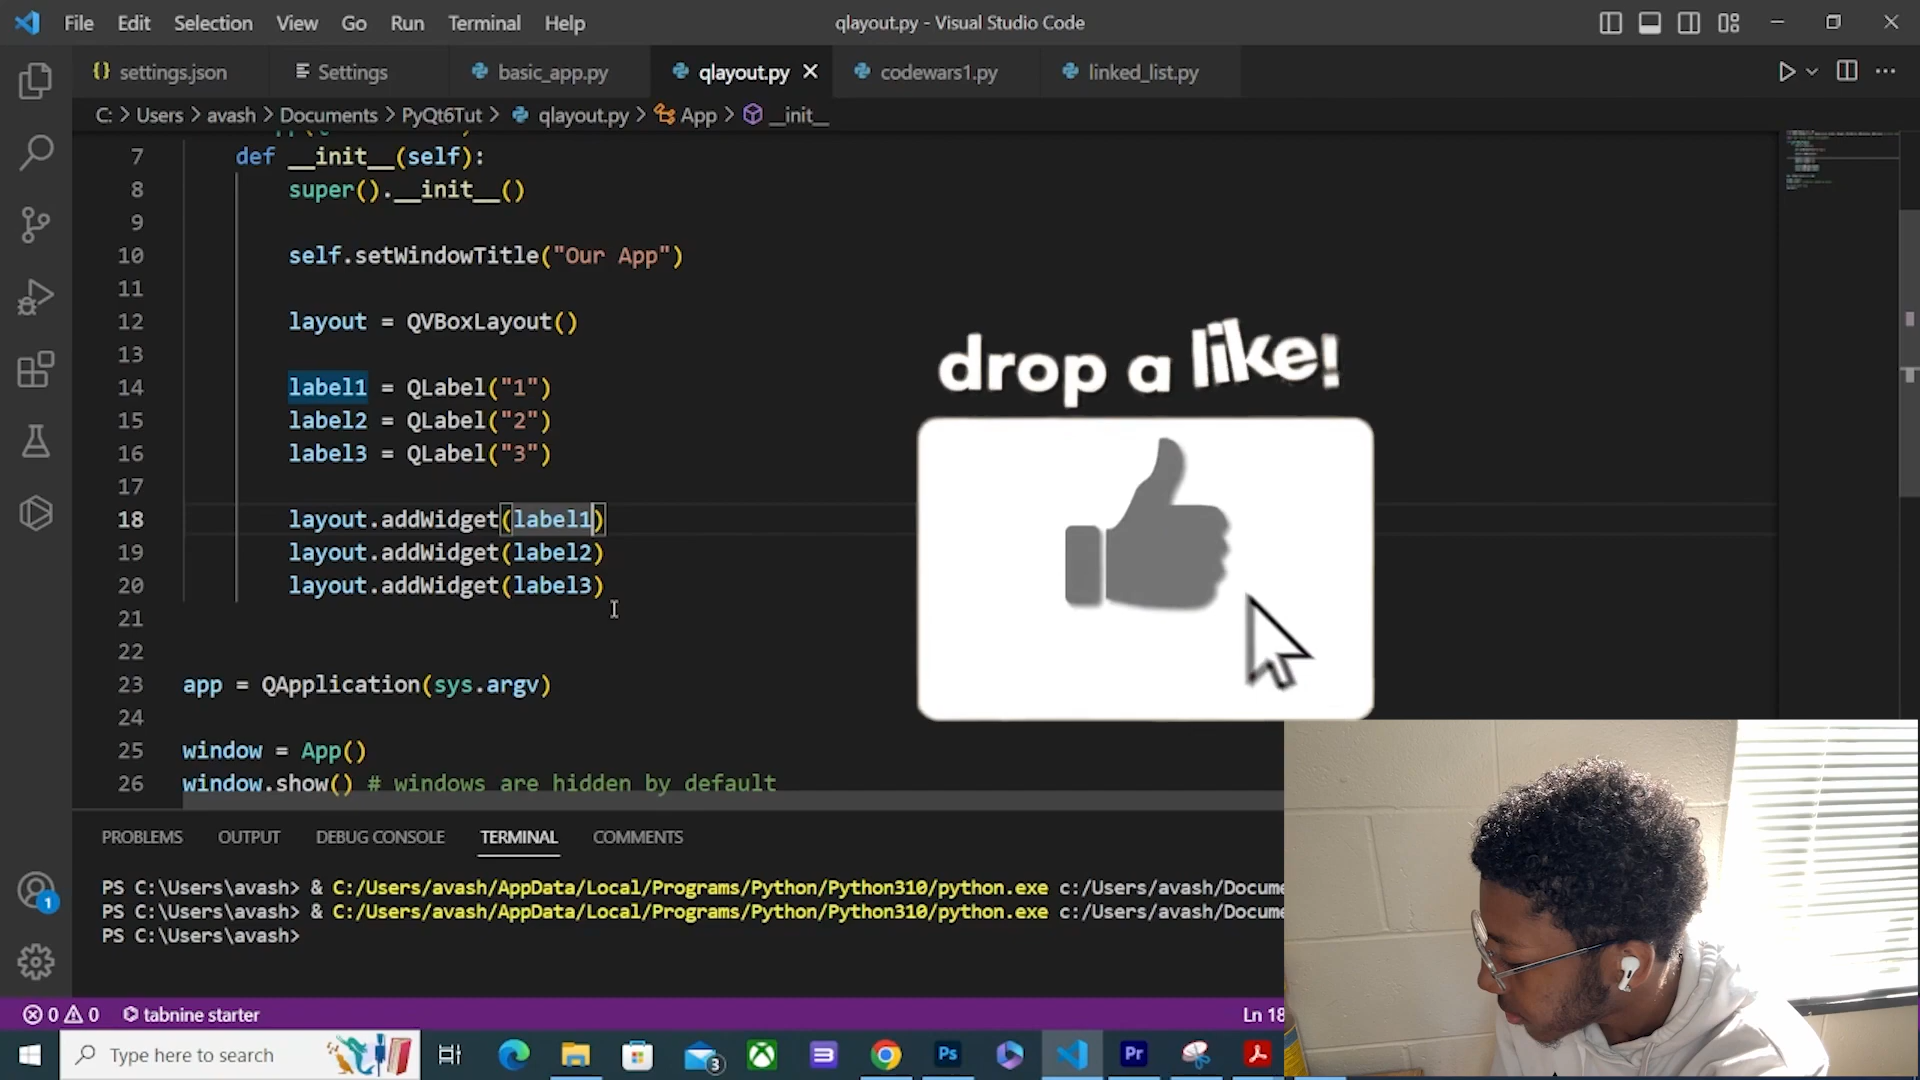 File Edit Selection View Go Run Terminal Help
qlayout.py - Visual Studio Code
settings.json Settings basic_app.py qlayout.py codewars1.py linked_list.py
C: > Users > avash > Documents > PyQt6Tut > qlayout.py > App > __init__
7 def __init__(self):
8 super().__init__()
9
10 self.setWindowTitle("Our App")
11
12 layout = QVBoxLayout()
13
14 label1 = QLabel("1")
15 label2 = QLabel("2")
16 label3 = QLabel("3")
17
18 layout.addWidget(label1)
19 layout.addWidget(label2)
20 layout.addWidget(label3)
21
22
23 app = QApplication(sys.argv)
24
25 window = App()
26 window.show() # windows are hidden by default
drop a like!
PROBLEMS OUTPUT DEBUG CONSOLE TERMINAL COMMENTS
PS C:\Users\avash> & C:/Users/avash/AppData/Local/Programs/Python/Python310/python.exe c:/Users/avash/Docume
PS C:\Users\avash> & C:/Users/avash/AppData/Local/Programs/Python/Python310/python.exe c:/Users/avash/Docume
PS C:\Users\avash>
1
0 0 tabnine starter
Ln 18
Type here to search
3
Ps
Pr